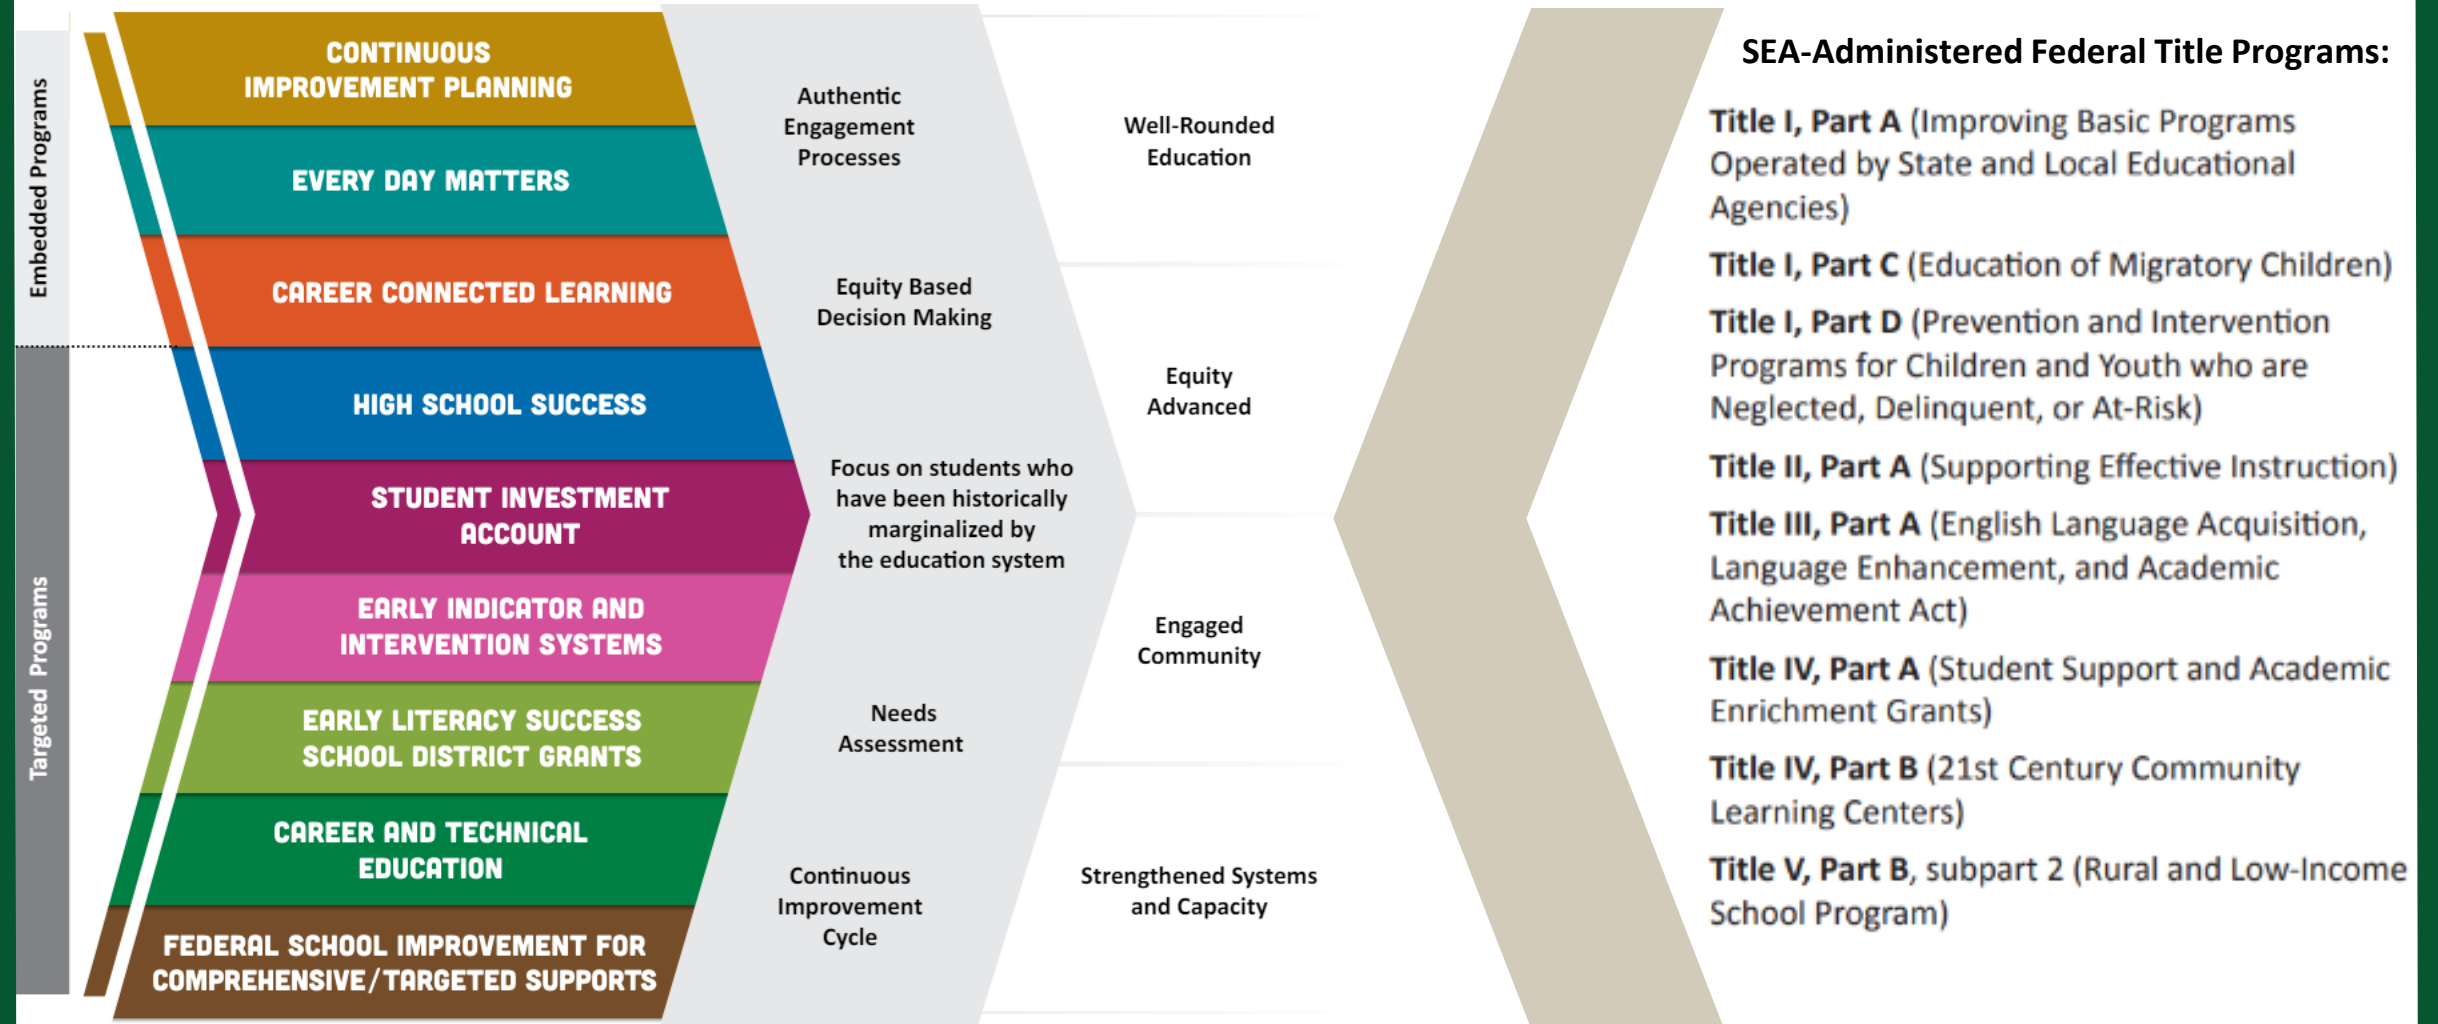 Embedded Programs
Targeted Programs
CONTINUOUS
IMPROVEMENT PLANNING
EVERY DAY MATTERS
CAREER CONNECTED LEARNING
HIGH SCHOOL SUCCESS
STUDENT INVESTMENT
ACCOUNT
EARLY INDICATOR AND
INTERVENTION SYSTEMS
EARLY LITERACY SUCCESS
SCHOOL DISTRICT GRANTS
CAREER AND TECHNICAL
EDUCATION
FEDERAL SCHOOL IMPROVEMENT FOR
COMPREHENSIVE/TARGETED SUPPORTS
Authentic
Engagement
Processes
Equity Based
Decision Making
Focus on students who
have been historically
marginalized by
the education system
Needs
Assessment
Continuous
Improvement
Cycle
Well-Rounded
Education
Equity
Advanced
Engaged
Community
Strengthened Systems
and Capacity
SEA-Administered Federal Title Programs:
Title I, Part A (Improving Basic Programs
Operated by State and Local Educational
Agencies)
Title I, Part C (Education of Migratory Children)
Title I, Part D (Prevention and Intervention
Programs for Children and Youth who are
Neglected, Delinquent, or At-Risk)
Title II, Part A (Supporting Effective Instruction)
Title III, Part A (English Language Acquisition,
Language Enhancement, and Academic
Achievement Act)
Title IV, Part A (Student Support and Academic
Enrichment Grants)
Title IV, Part B (21st Century Community
Learning Centers)
Title V, Part B, subpart 2 (Rural and Low-Income
School Program)